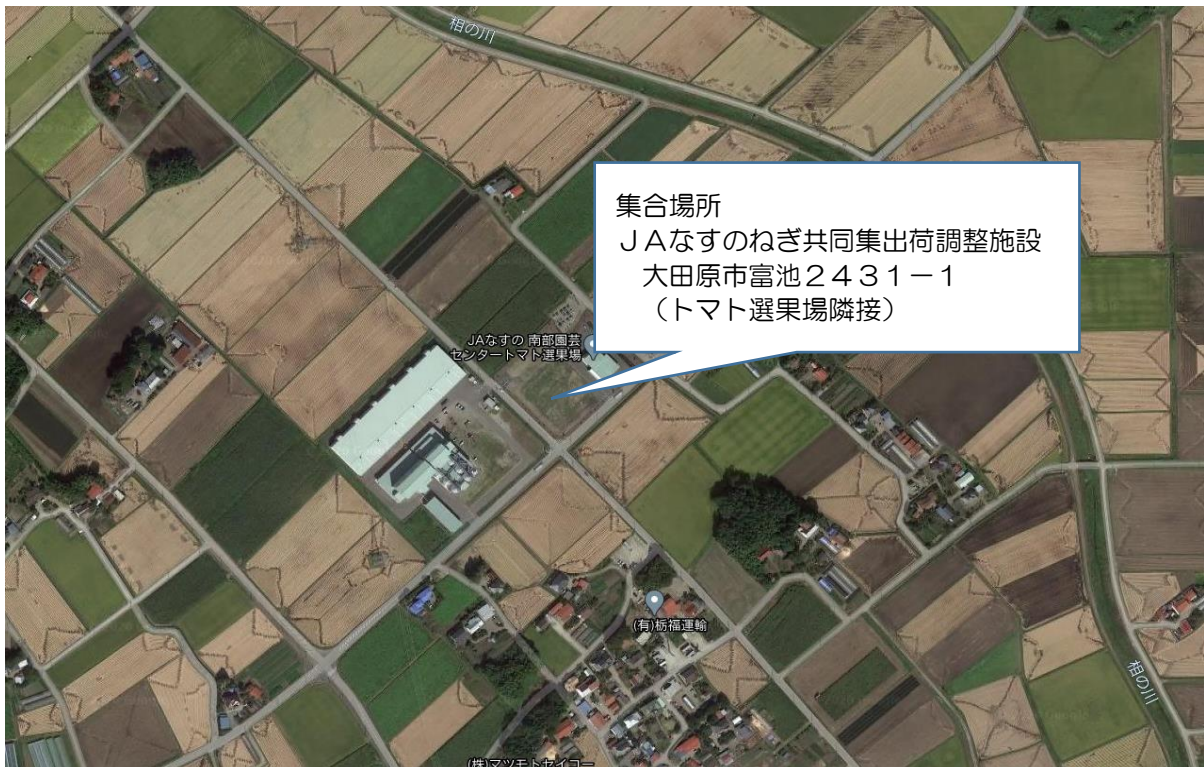 相の川
集合場所
ＪＡなすのねぎ共同集出荷調整施設
大田原市富池２４３１－１
（トマト選果場隣接）
JAなすの 南部園芸
センタートマト選果場
(有)栃福運輸
相の川
(株)マツモトセイコー